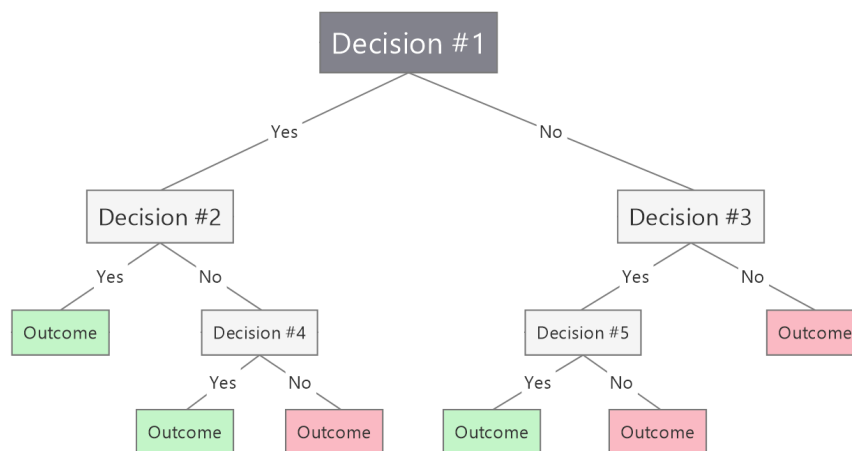 Decision #1
Yes
No
Decision #2
Decision #3
Yes
No
Yes
No
Outcome
Decision #4
Decision #5
Outcome
Yes
No
Yes
No
Outcome
Outcome
Outcome
Outcome